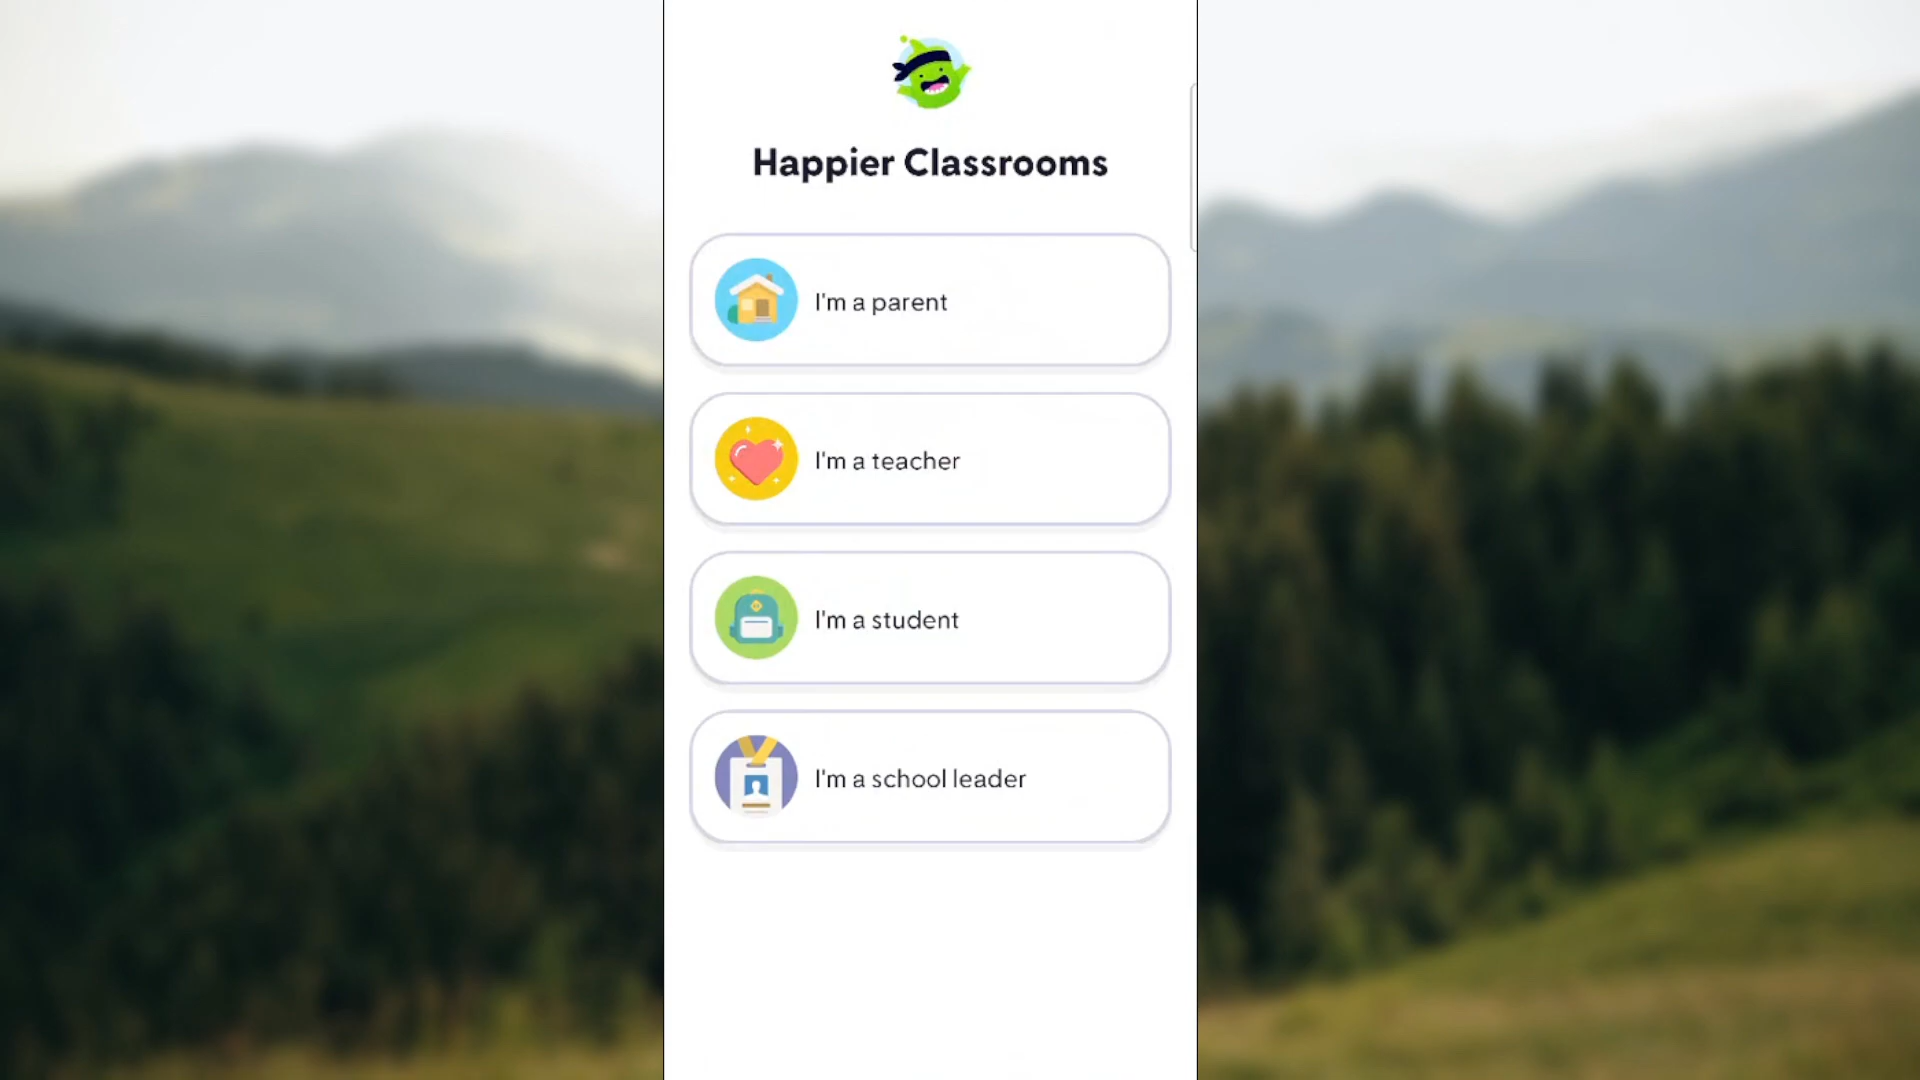 Happier Classrooms
I'm a parent
I'm a teacher
I'm a student
I'm a school leader